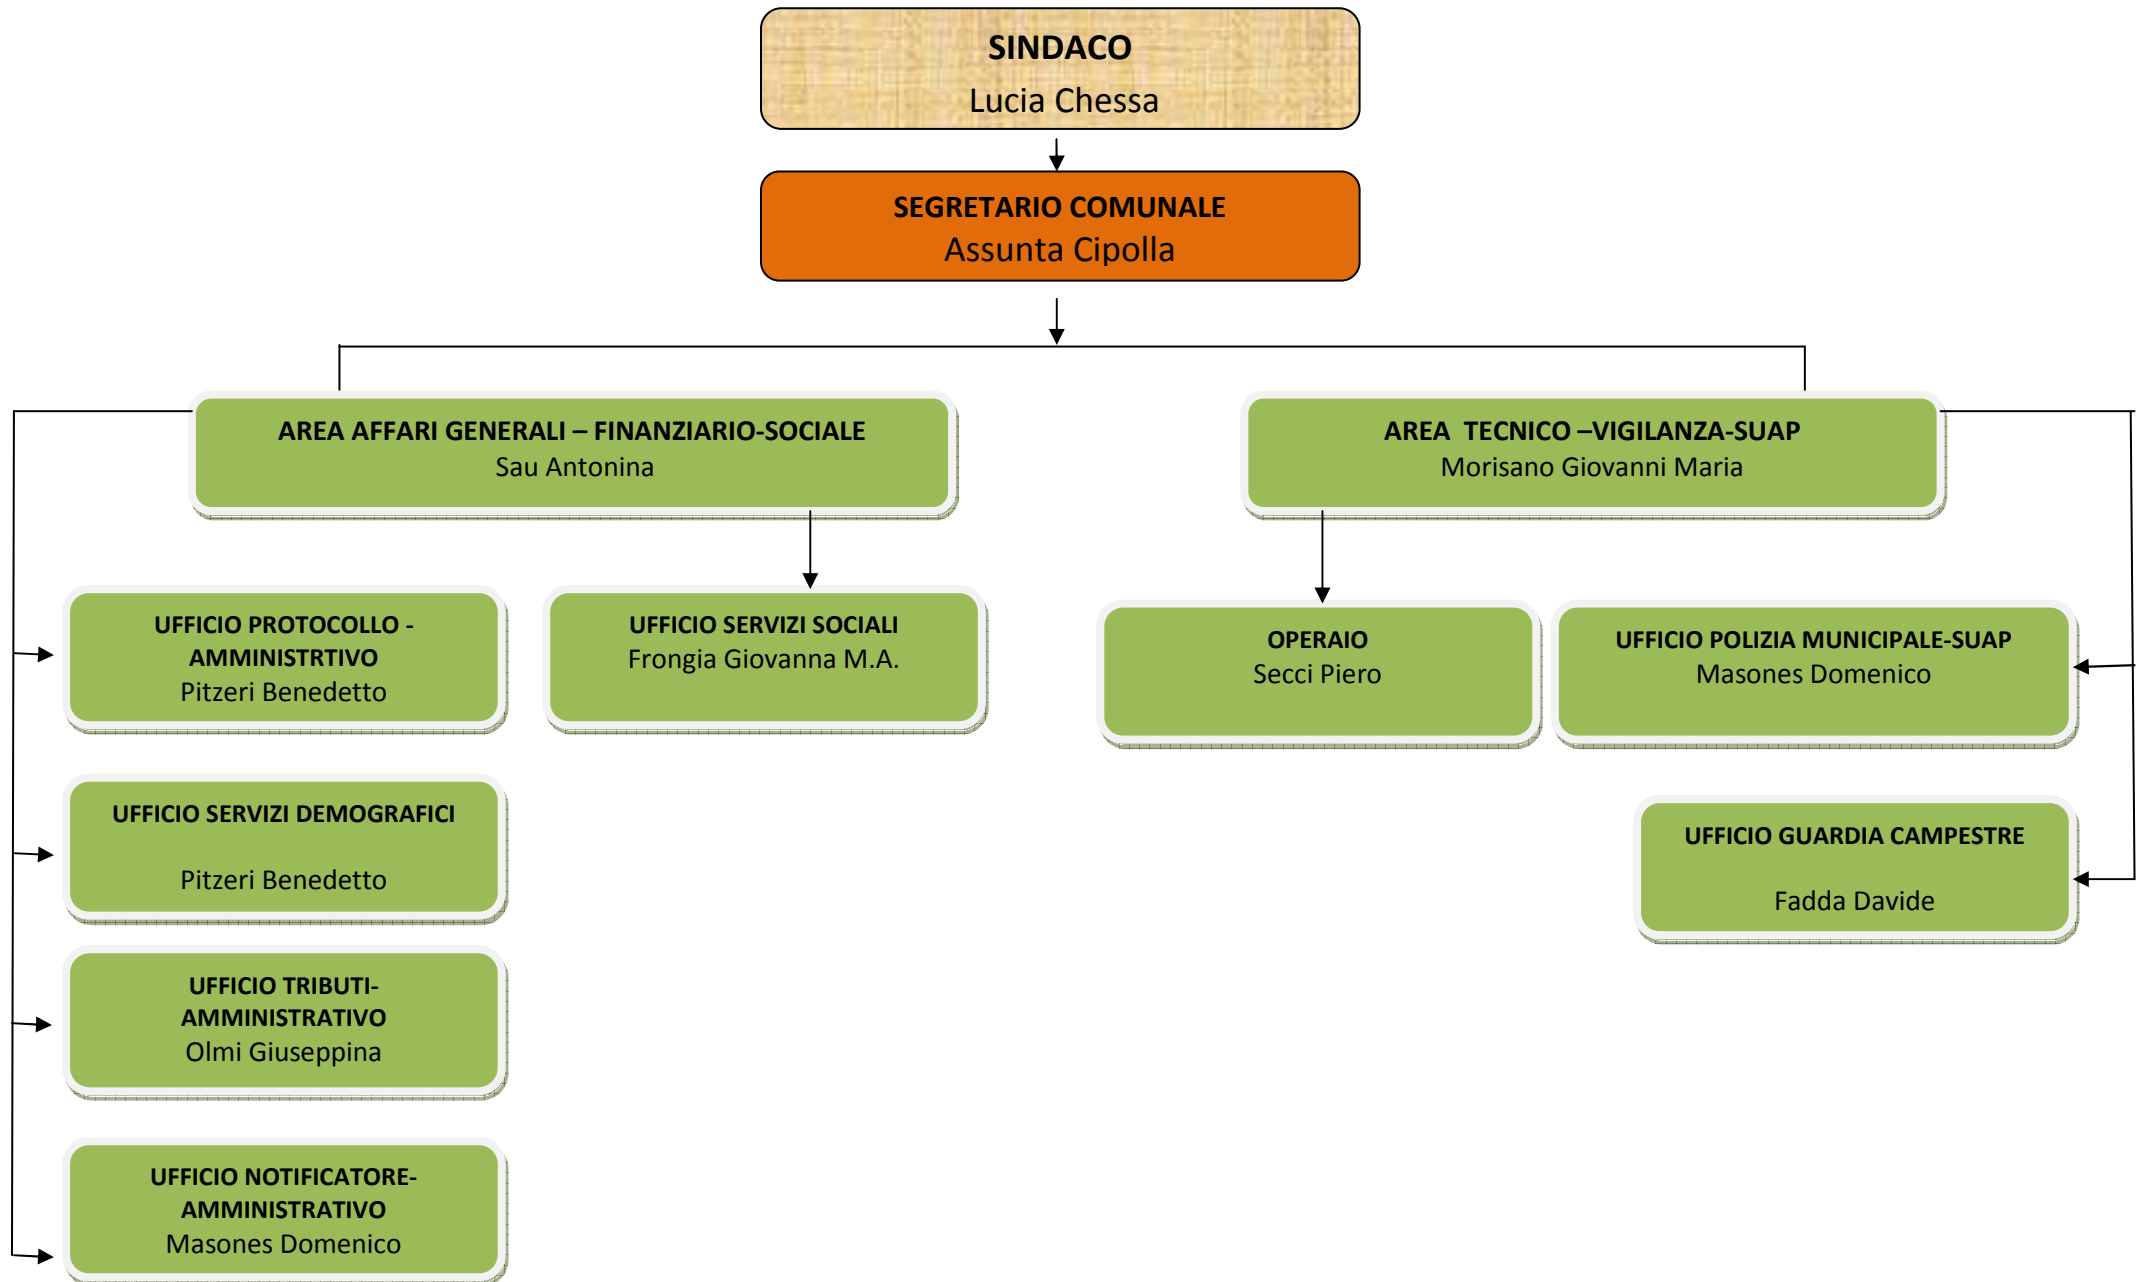 SINDACO
Lucia Chessa
SEGRETARIO COMUNALE
Assunta Cipolla
AREA AFFARI GENERALI – FINANZIARIO-SOCIALE
Sau Antonina
AREA  TECNICO –VIGILANZA-SUAP
Morisano Giovanni Maria
UFFICIO PROTOCOLLO -
AMMINISTRTIVO
Pitzeri Benedetto
UFFICIO SERVIZI SOCIALI
Frongia Giovanna M.A.
OPERAIO
Secci Piero
UFFICIO POLIZIA MUNICIPALE-SUAP
Masones Domenico
UFFICIO SERVIZI DEMOGRAFICI
Pitzeri Benedetto
UFFICIO GUARDIA CAMPESTRE
Fadda Davide
UFFICIO TRIBUTI-
AMMINISTRATIVO
Olmi Giuseppina
UFFICIO NOTIFICATORE-
AMMINISTRATIVO
Masones Domenico